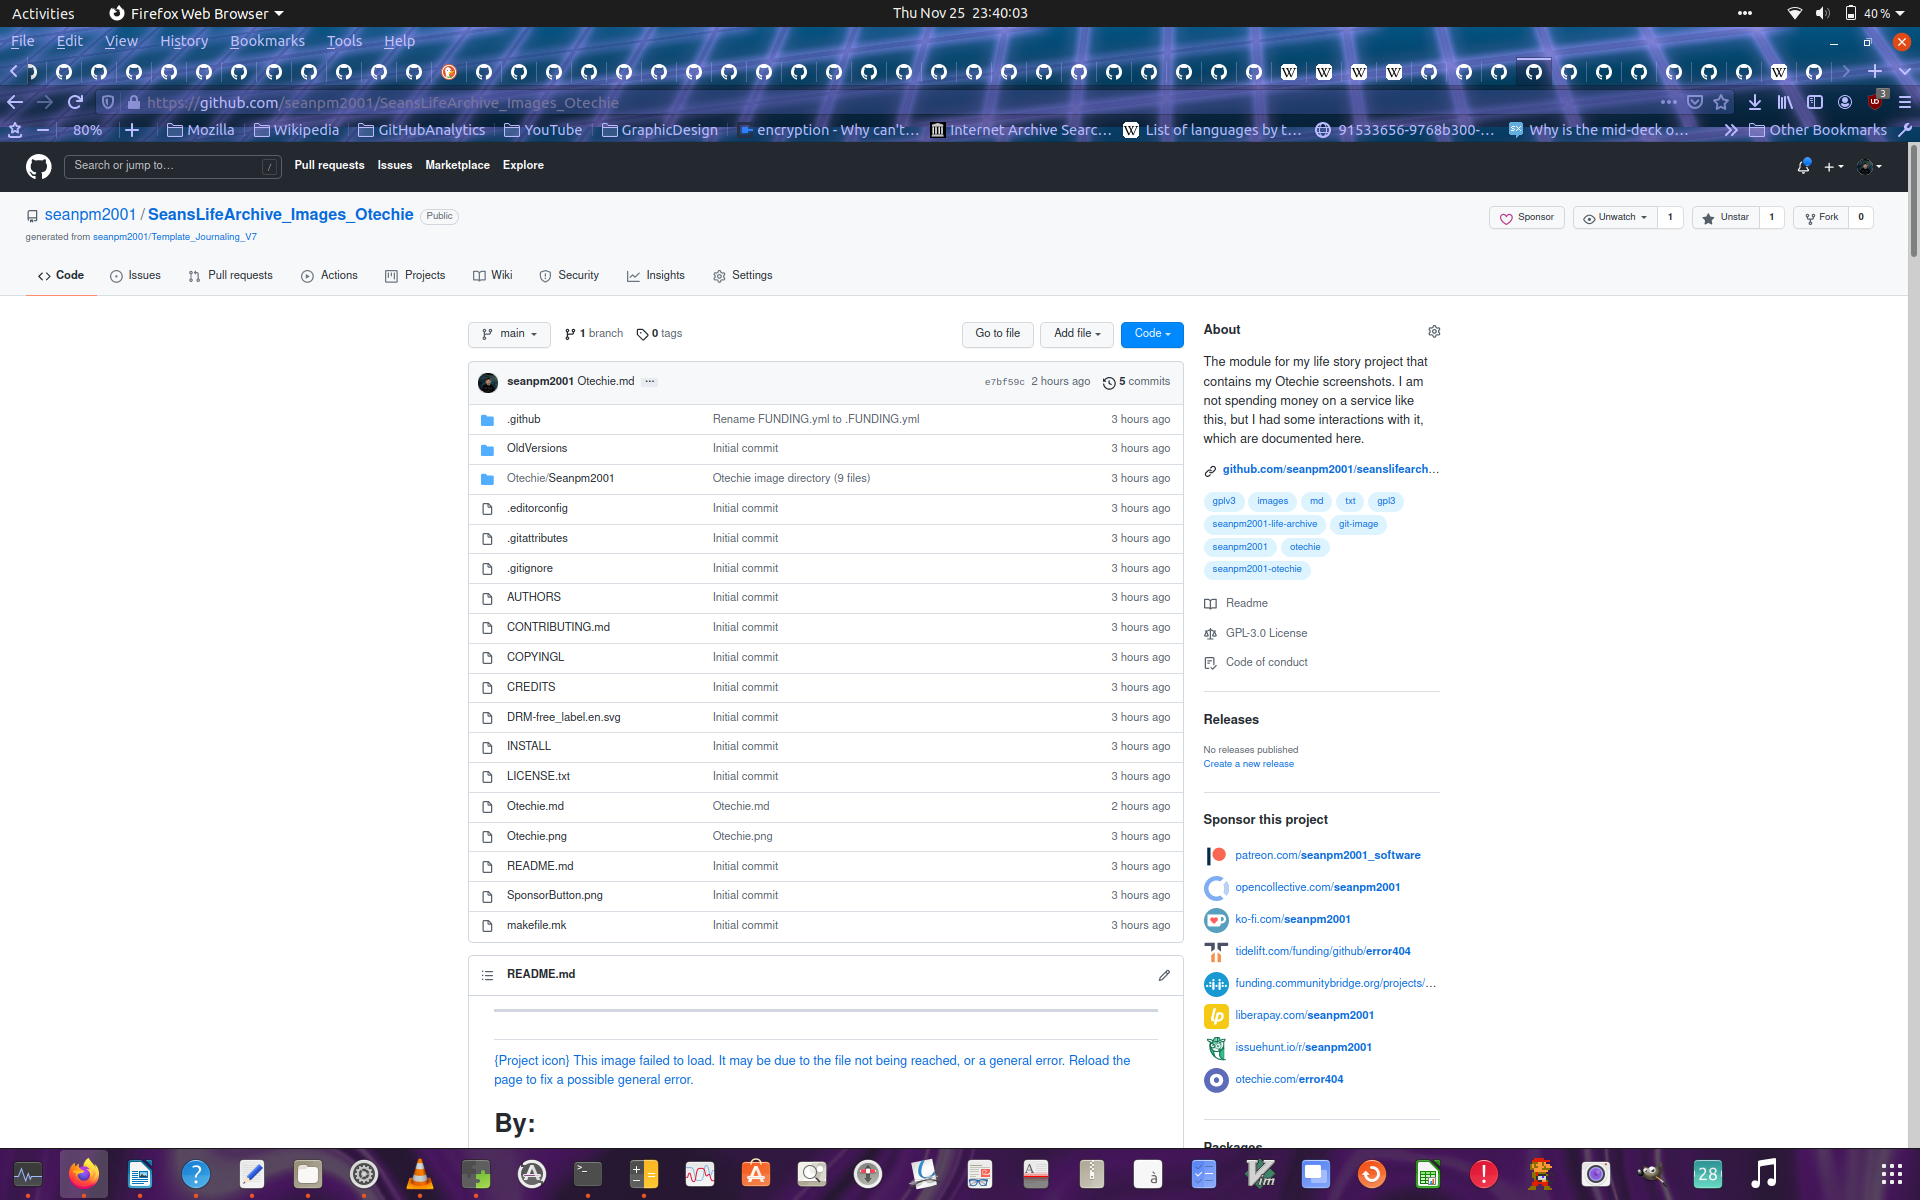 Activities Firefox Web Browser Thu Nov 25 23:40:03 40 %
File Edit View History Bookmarks Tools Help
https://github.com/seanpm2001/SeansLifeArchive_Images_Otechie 3
80% Mozilla Wikipedia GitHubAnalytics YouTube GraphicDesign encryption - Why can't… Internet Archive Searc… List of languages by t… 91533656-9768b300-… Why is the mid-deck o… Other Bookmarks
Search or jump to… / Pull requests Issues Marketplace Explore
seanpm2001 / SeansLifeArchive_Images_Otechie Public
Sponsor Unwatch 1 Unstar 1 Fork 0
generated from seanpm2001/Template_Journaling_V7
Code Issues Pull requests Actions Projects Wiki Security Insights Settings
main 1 branch 0 tags Go to file Add file Code
seanpm2001 Otechie.md ... e7bf59c 2 hours ago 5 commits
.github Rename FUNDING.yml to .FUNDING.yml 3 hours ago
OldVersions Initial commit 3 hours ago
Otechie/Seanpm2001 Otechie image directory (9 files) 3 hours ago
.editorconfig Initial commit 3 hours ago
.gitattributes Initial commit 3 hours ago
.gitignore Initial commit 3 hours ago
AUTHORS Initial commit 3 hours ago
CONTRIBUTING.md Initial commit 3 hours ago
COPYINGL Initial commit 3 hours ago
CREDITS Initial commit 3 hours ago
DRM-free_label.en.svg Initial commit 3 hours ago
INSTALL Initial commit 3 hours ago
LICENSE.txt Initial commit 3 hours ago
Otechie.md Otechie.md 2 hours ago
Otechie.png Otechie.png 3 hours ago
README.md Initial commit 3 hours ago
SponsorButton.png Initial commit 3 hours ago
makefile.mk Initial commit 3 hours ago
README.md
{Project icon} This image failed to load. It may be due to the file not being reached, or a general error. Reload the
page to fix a possible general error.
By:
About
The module for my life story project that
contains my Otechie screenshots. I am
not spending money on a service like
this, but I had some interactions with it,
which are documented here.
github.com/seanpm2001/seanslifearch…
gplv3 images md txt gpl3
seanpm2001-life-archive git-image
seanpm2001 otechie
seanpm2001-otechie
Readme
GPL-3.0 License
Code of conduct
Releases
No releases published
Create a new release
Sponsor this project
patreon.com/seanpm2001_software
opencollective.com/seanpm2001
ko-fi.com/seanpm2001
tidelift.com/funding/github/error404
funding.communitybridge.org/projects/…
liberapay.com/seanpm2001
issuehunt.io/r/seanpm2001
otechie.com/error404
Packages
28